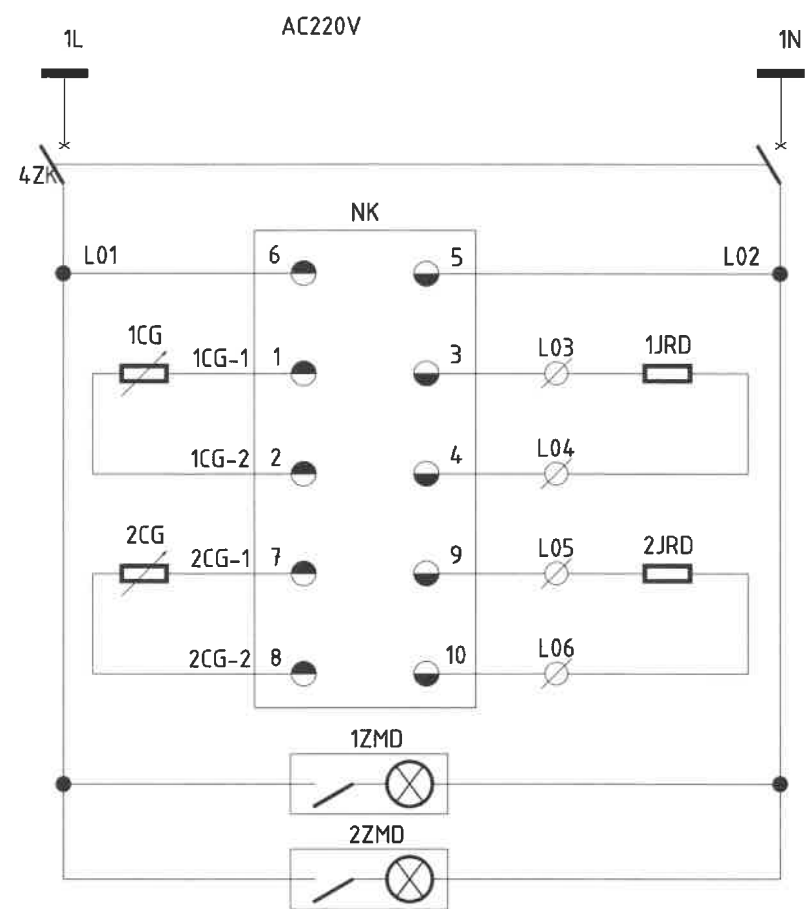 AC220V
1L
1N
4ZK
NK
L01
6
5
L02
1CG
1CG-1
1
3
L03
1JRD
1CG-2
2
4
L04
2CG
2CG-1
7
9
L05
2JRD
2CG-2
8
10
L06
1ZMD
2ZMD